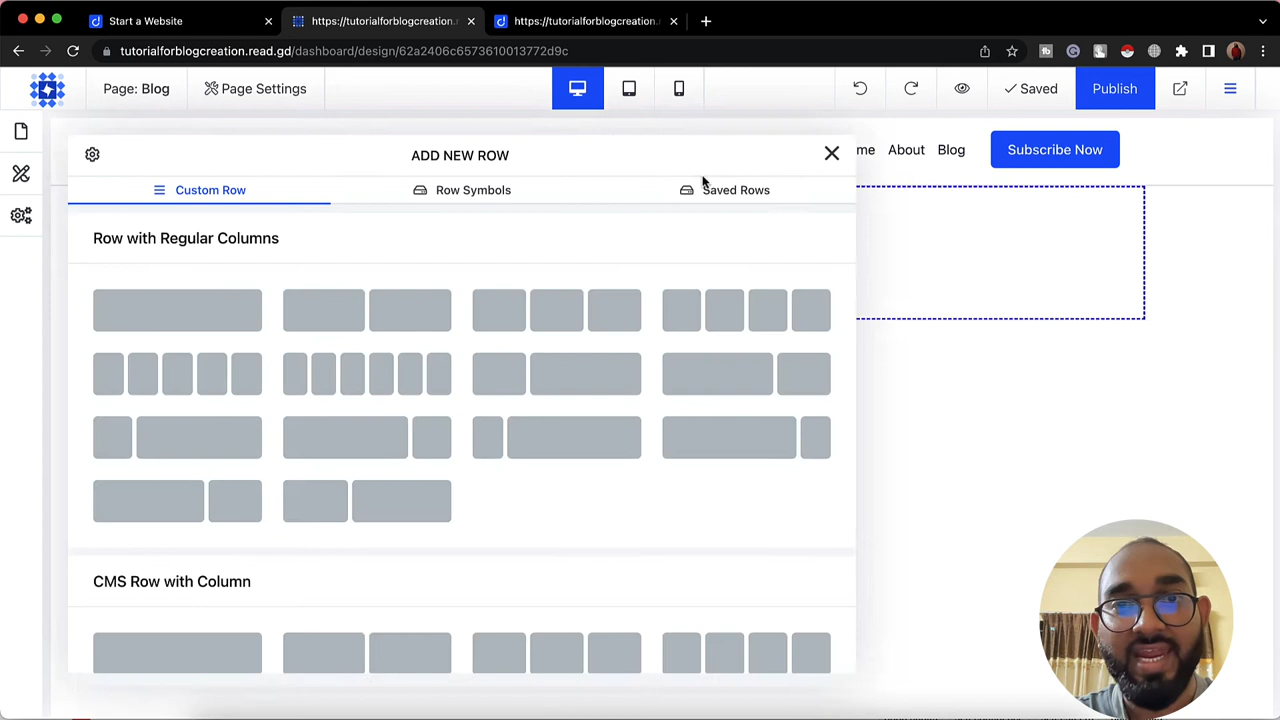 Start a Website
https://tutorialforblogcreation.
https://tutorialforblogcreation.
tutorialforblogcreation.read.gd/dashboard/design/62a2406c6573610013772d9c
Page: Blog
Page Settings
Saved
Publish
ADD NEW ROW
me
About
Blog
Subscribe Now
Custom Row
Row Symbols
Saved Rows
Row with Regular Columns
CMS Row with Column